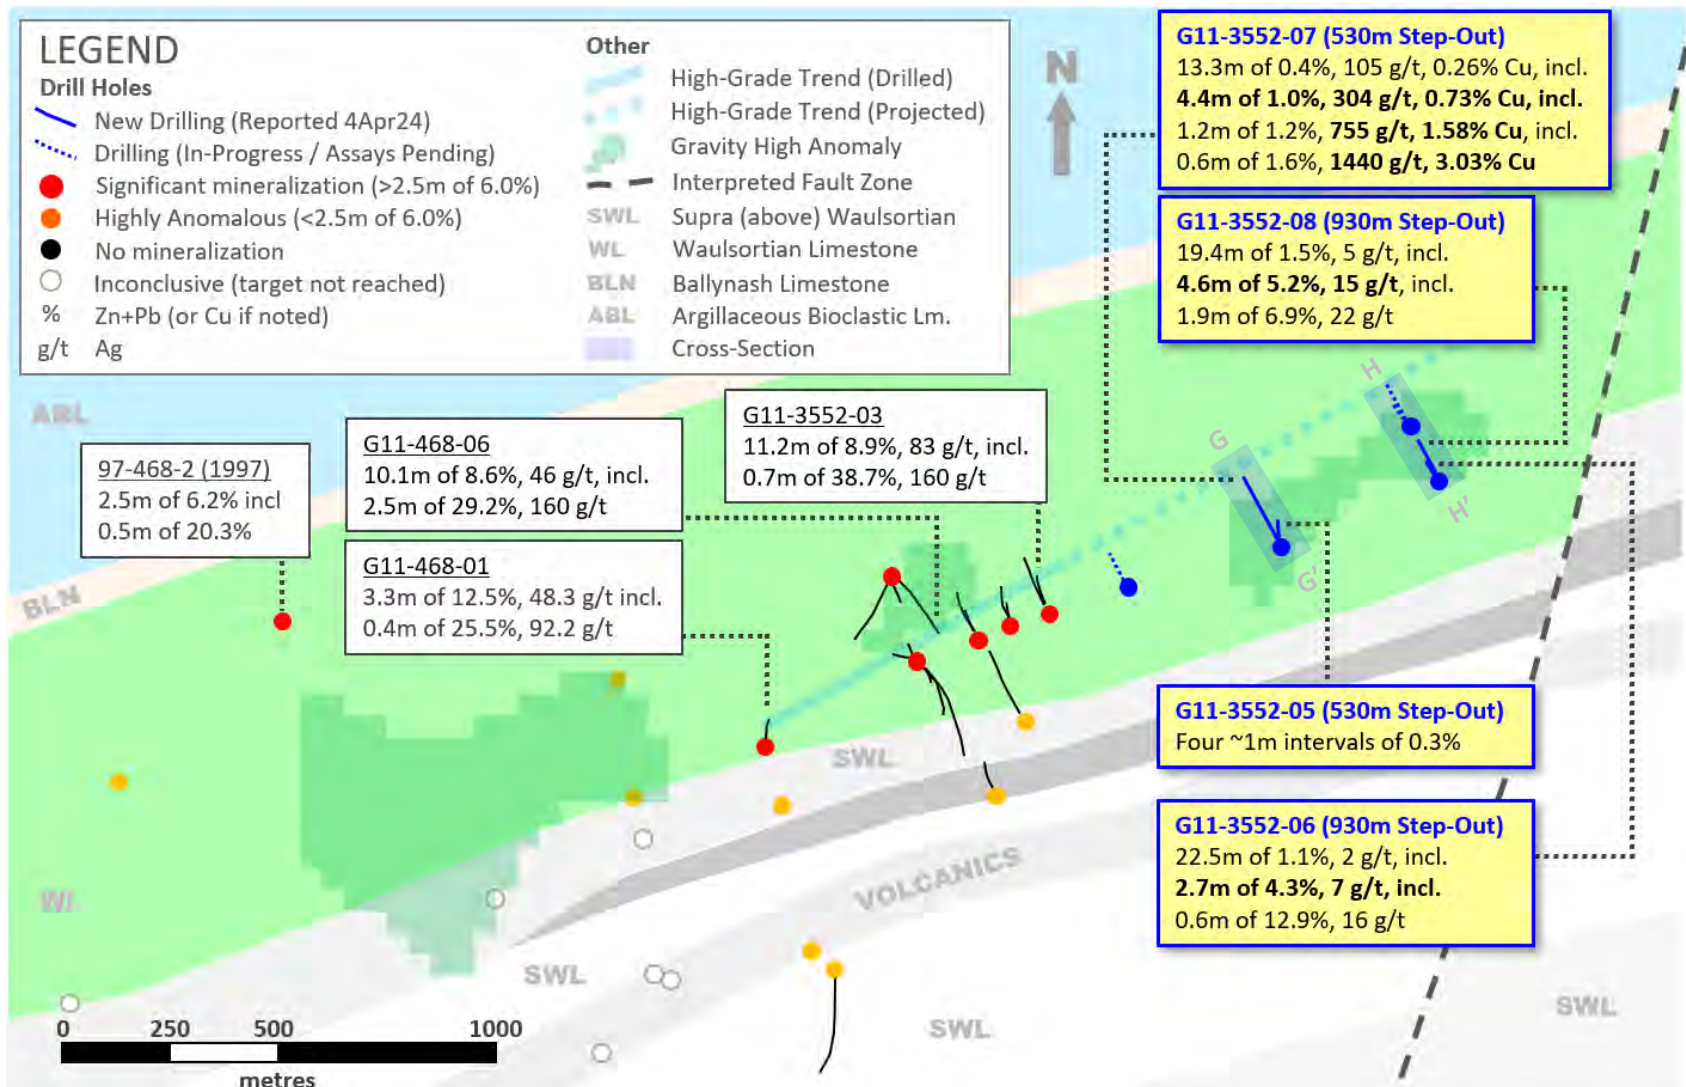 LEGEND
Drill Holes
New Drilling (Reported 4Apr24)
Drilling (In-Progress / Assays Pending)
Significant mineralization (>2.5m of 6.0%)
Highly Anomalous (<2.5m of 6.0%)
No mineralization
Inconclusive (target not reached)
% Zn+Pb (or Cu if noted)
g/t Ag
Other
High-Grade Trend (Drilled)
High-Grade Trend (Projected)
Gravity High Anomaly
Interpreted Fault Zone
SWL Supra (above) Waulsortian
WL Waulsortian Limestone
BLN Ballynash Limestone
ABL Argillaceous Bioclastic Lm.
Cross-Section
N
G11-3552-07 (530m Step-Out)
13.3m of 0.4%, 105 g/t, 0.26% Cu, incl.
4.4m of 1.0%, 304 g/t, 0.73% Cu, incl.
1.2m of 1.2%, 755 g/t, 1.58% Cu, incl.
0.6m of 1.6%, 1440 g/t, 3.03% Cu
G11-3552-08 (930m Step-Out)
19.4m of 1.5%, 5 g/t, incl.
4.6m of 5.2%, 15 g/t, incl.
1.9m of 6.9%, 22 g/t
ABL
97-468-2 (1997)
2.5m of 6.2% incl
0.5m of 20.3%
G11-468-06
10.1m of 8.6%, 46 g/t, incl.
2.5m of 29.2%, 160 g/t
G11-3552-03
11.2m of 8.9%, 83 g/t, incl.
0.7m of 38.7%, 160 g/t
G11-468-01
3.3m of 12.5%, 48.3 g/t incl.
0.4m of 25.5%, 92.2 g/t
H
G
H'
G'
BLN
G11-3552-05 (530m Step-Out)
Four ~1m intervals of 0.3%
SWL
G11-3552-06 (930m Step-Out)
22.5m of 1.1%, 2 g/t, incl.
2.7m of 4.3%, 7 g/t, incl.
0.6m of 12.9%, 16 g/t
VOLCANICS
WL
SWL
SWL
SWL
0 250 500 1000
metres